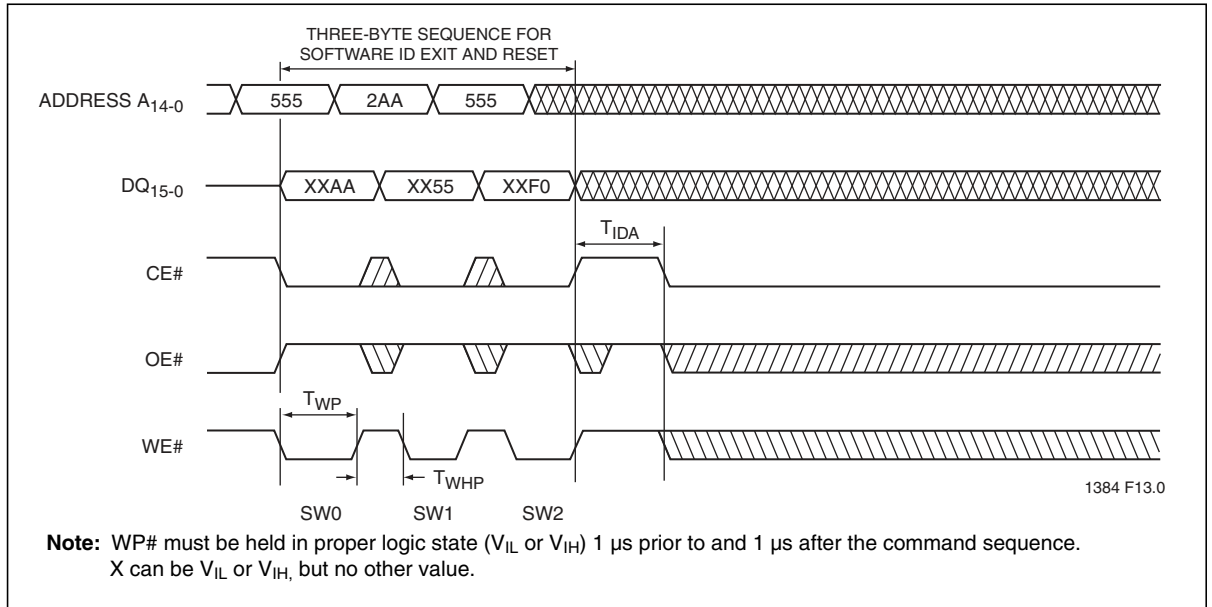 THREE-BYTE SEQUENCE FOR
SOFTWARE ID EXIT AND RESET
ADDRESS A14-0
555
2AA
555
DQ15-0
XXAA
XX55
XXF0
TIDA
CE#
OE#
TWP
WE#
TWHP
1384 F13.0
SW0
SW1
SW2
Note: WP# must be held in proper logic state (VIL or VIH) 1 µs prior to and 1 µs after the command sequence.
X can be VIL or VIH, but no other value.